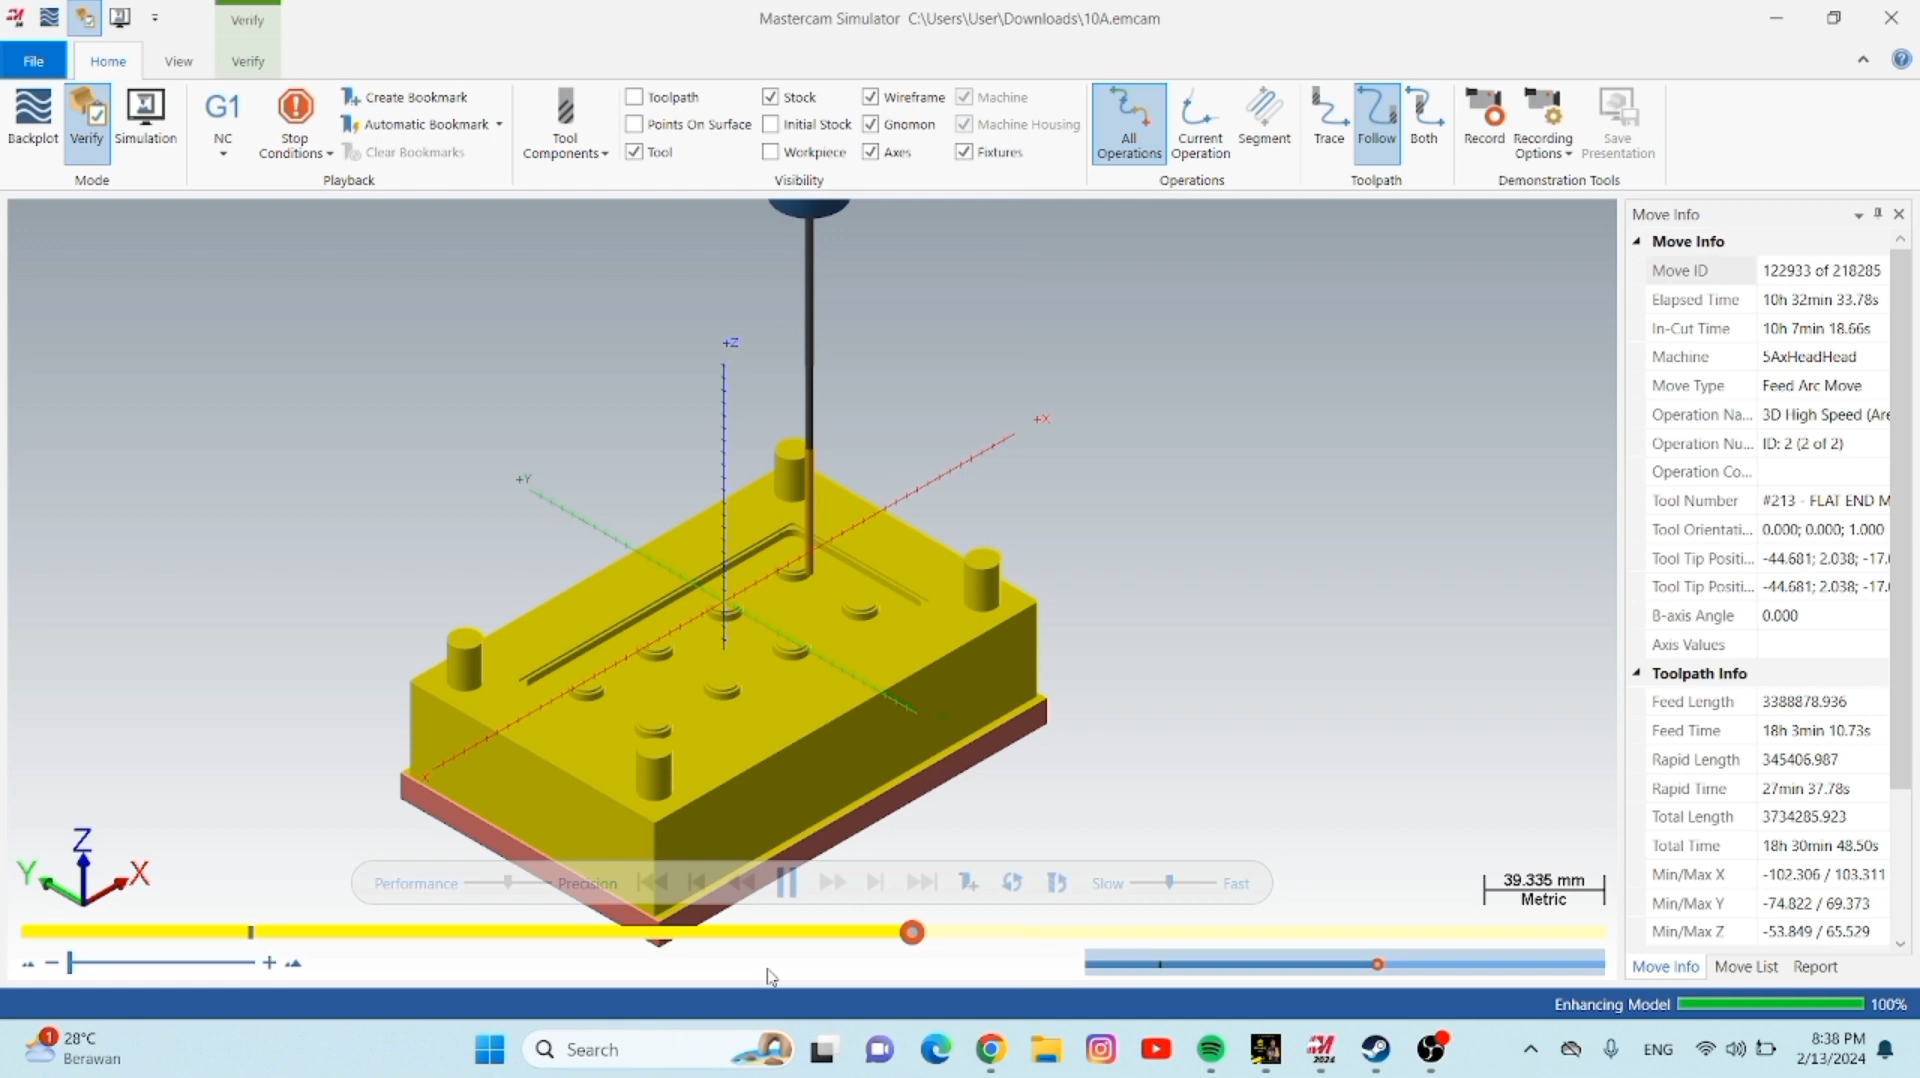 Verify
Mastercam Simulator C:\Users\User\Downloads\10A.emcam
File
Home
View
Verify
Backplot
Verify
Simulation
Mode
G1
NC
Stop
Conditions
Create Bookmark
Automatic Bookmark
Clear Bookmarks
Playback
Tool
Components
Toolpath
Points On Surface
Tool
Stock
Initial Stock
Workpiece
Wireframe
Gnomon
Axes
Machine
Machine Housing
Fixtures
Visibility
All
Operations
Current
Operation
Segment
Operations
Trace
Follow
Both
Toolpath
Record
Recording
Options
Save
Presentation
Demonstration Tools
+Z
+X
+Y
Z
Y
X
Performance
Precision
Slow
Fast
39.335 mm
Metric
Move Info
Move Info
Move ID 122933 of 218285
Elapsed Time 10h 32min 33.78s
In-Cut Time 10h 7min 18.66s
Machine 5AxHeadHead
Move Type Feed Arc Move
Operation Na... 3D High Speed (Are
Operation Nu... ID: 2 (2 of 2)
Operation Co...
Tool Number #213 - FLAT END M
Tool Orientati... 0.000; 0.000; 1.000
Tool Tip Positi... -44.681; 2.038; -17.
Tool Tip Positi... -44.681; 2.038; -17.
B-axis Angle 0.000
Axis Values
Toolpath Info
Feed Length 3388878.936
Feed Time 18h 3min 10.73s
Rapid Length 345406.987
Rapid Time 27min 37.78s
Total Length 3734285.923
Total Time 18h 30min 48.50s
Min/Max X -102.306 / 103.311
Min/Max Y -74.822 / 69.373
Min/Max Z -53.849 / 65.529
Move Info Move List Report
Enhancing Model 100%
1
28°C
Berawan
Search
2024
ENG
8:38 PM
2/13/2024